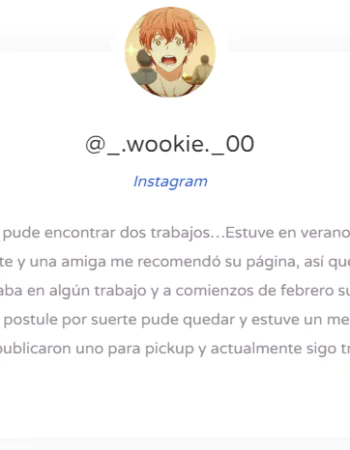 @_.wookie._00
Instagram
pude encontrar dos trabajos...Estuve en verano
te y una amiga me recomendó su página, así que
aba en algún trabajo y a comienzos de febrero su
postule por suerte pude quedar y estuve un me
publicaron uno para pickup y actualmente sigo tr